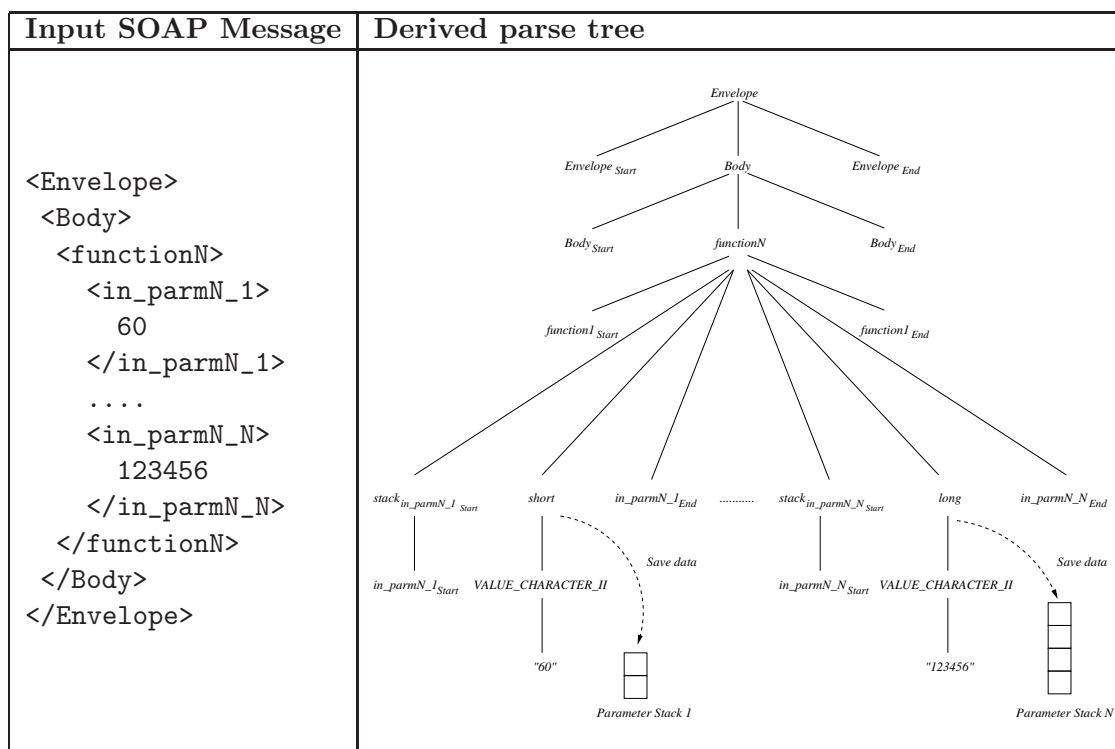 Input SOAP Message
Derived parse tree
<Envelope>
<Body>
<functionN>
<in_parmN_1>
60
</in_parmN_1>
....
<in_parmN_N>
123456
</in_parmN_N>
</functionN>
</Body>
</Envelope>
Envelope
Envelope Start Body Envelope End
Body Start functionN Body End
function1 Start function1 End
stack in_parmN_1 Start short in_parmN_1 End ........... stack in_parmN_N Start long in_parmN_N End
Save data Save data
in_parmN_1 Start VALUE_CHARACTER_II in_parmN_N Start VALUE_CHARACTER_II
"60" "123456"
Parameter Stack 1 Parameter Stack N